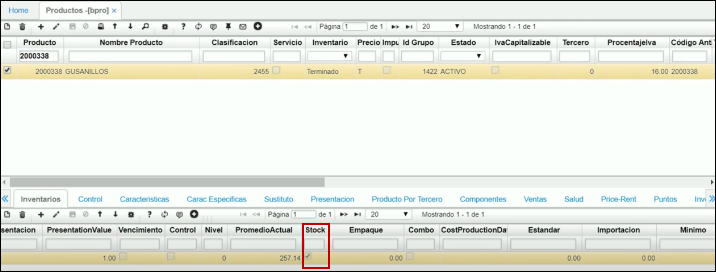 Home Productos -[bpro] ×
Página 1 de 1 20 Mostrando 1 - 1 de 1
Producto Nombre Producto Clasificacion Servicio Inventario Precio Impu Id Grupo Estado IvaCapitalizable Tercero ProcentajeIva Código Anti
2000338
2000338 GUSANILLOS 2455 Terminado T 1422 ACTIVO 0 16.00 2000338
Inventarios Control Caracteristicas Carac Especificas Sustituto Presentacion Producto Por Tercero Componentes Ventas Salud Price-Rent Puntos Inve
Página 1 de 1 20 Mostrando 1 - 1 de 1
sentacion PresentationValue Vencimiento Control Nivel PromedioActual Stock Empaque Combo CostProductionDa Estandar Importacion Minimo
1.00 0 257.14 0.00 0.00 0.00